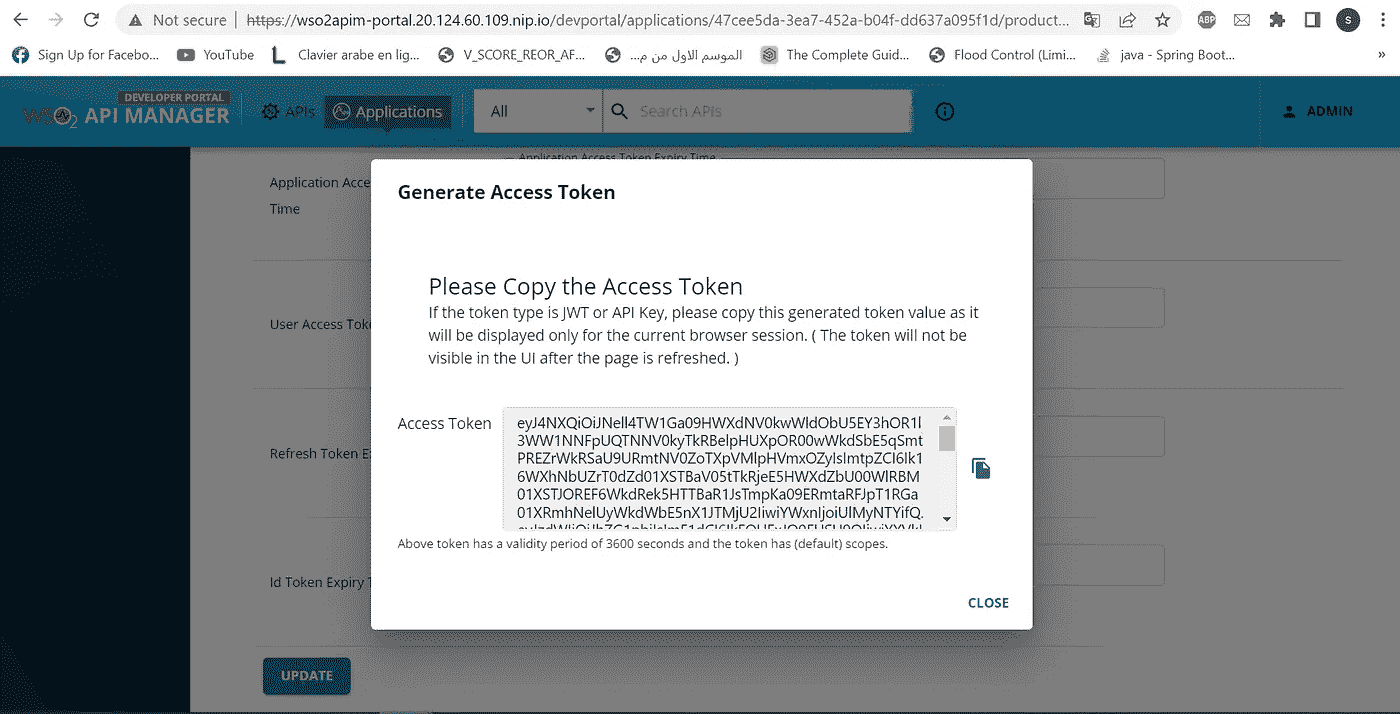 Not secure | https://wso2apim-portal.20.124.60.109.nip.io/devportal/applications/47cee5da-3ea7-452a-b04f-dd637a095f1d/product...
ABP
S
Sign Up for Facebo...
YouTube
Clavier arabe en lig...
V_SCORE_REOR_AF...
الموسم الاول من م...
The Complete Guid...
Flood Control (Limi...
java - Spring Boot...
»
DEVELOPER PORTAL
WSO2 API MANAGER
APIs
Applications
All
Search APIs
ADMIN
Application Access Token Expiry Time
Application Acce
Time
User Access Toke
Refresh Token E
Id Token Expiry T
UPDATE
Generate Access Token
Please Copy the Access Token
If the token type is JWT or API Key, please copy this generated token value as it
will be displayed only for the current browser session. ( The token will not be
visible in the UI after the page is refreshed. )
Access Token
Above token has a validity period of 3600 seconds and the token has (default) scopes.
CLOSE